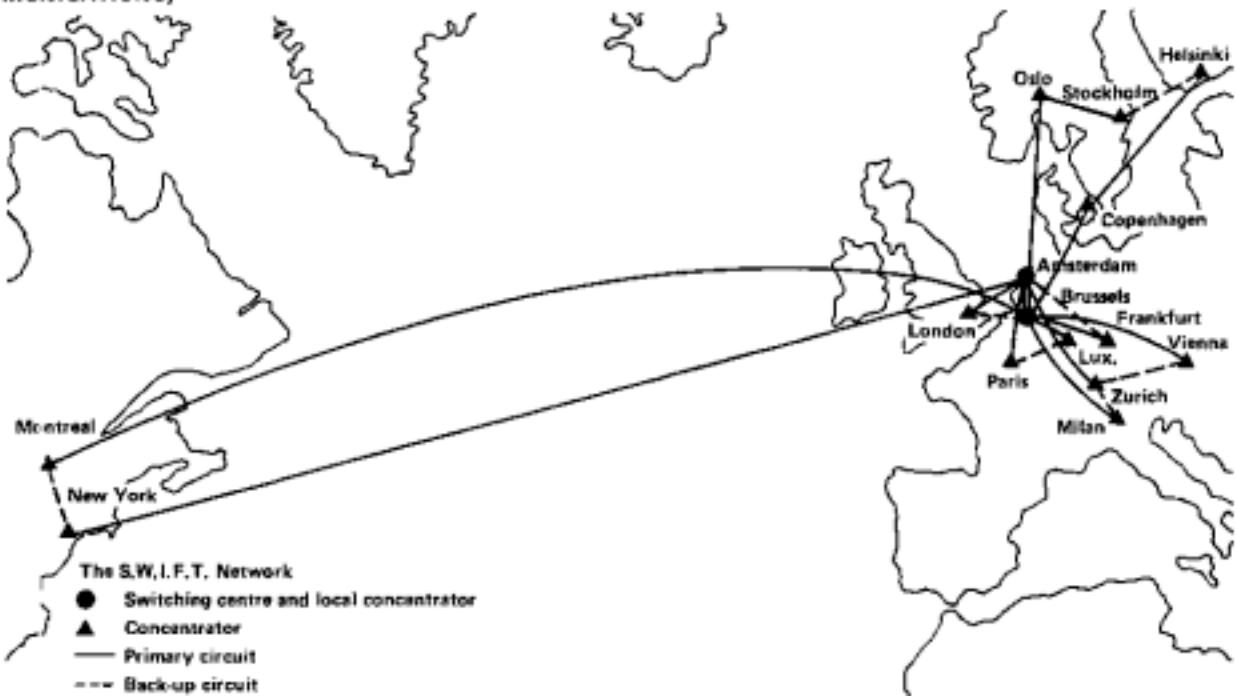 Helsinki
Oslo
Stockholm
Copenhagen
Amsterdam
Brussels
London
Frankfurt
Vienna
Lux.
Paris
Zurich
Milan
Montreal
New York
The S.W.I.F.T. Network
Switching centre and local concentrator
Concentrator
Primary circuit
Back-up circuit